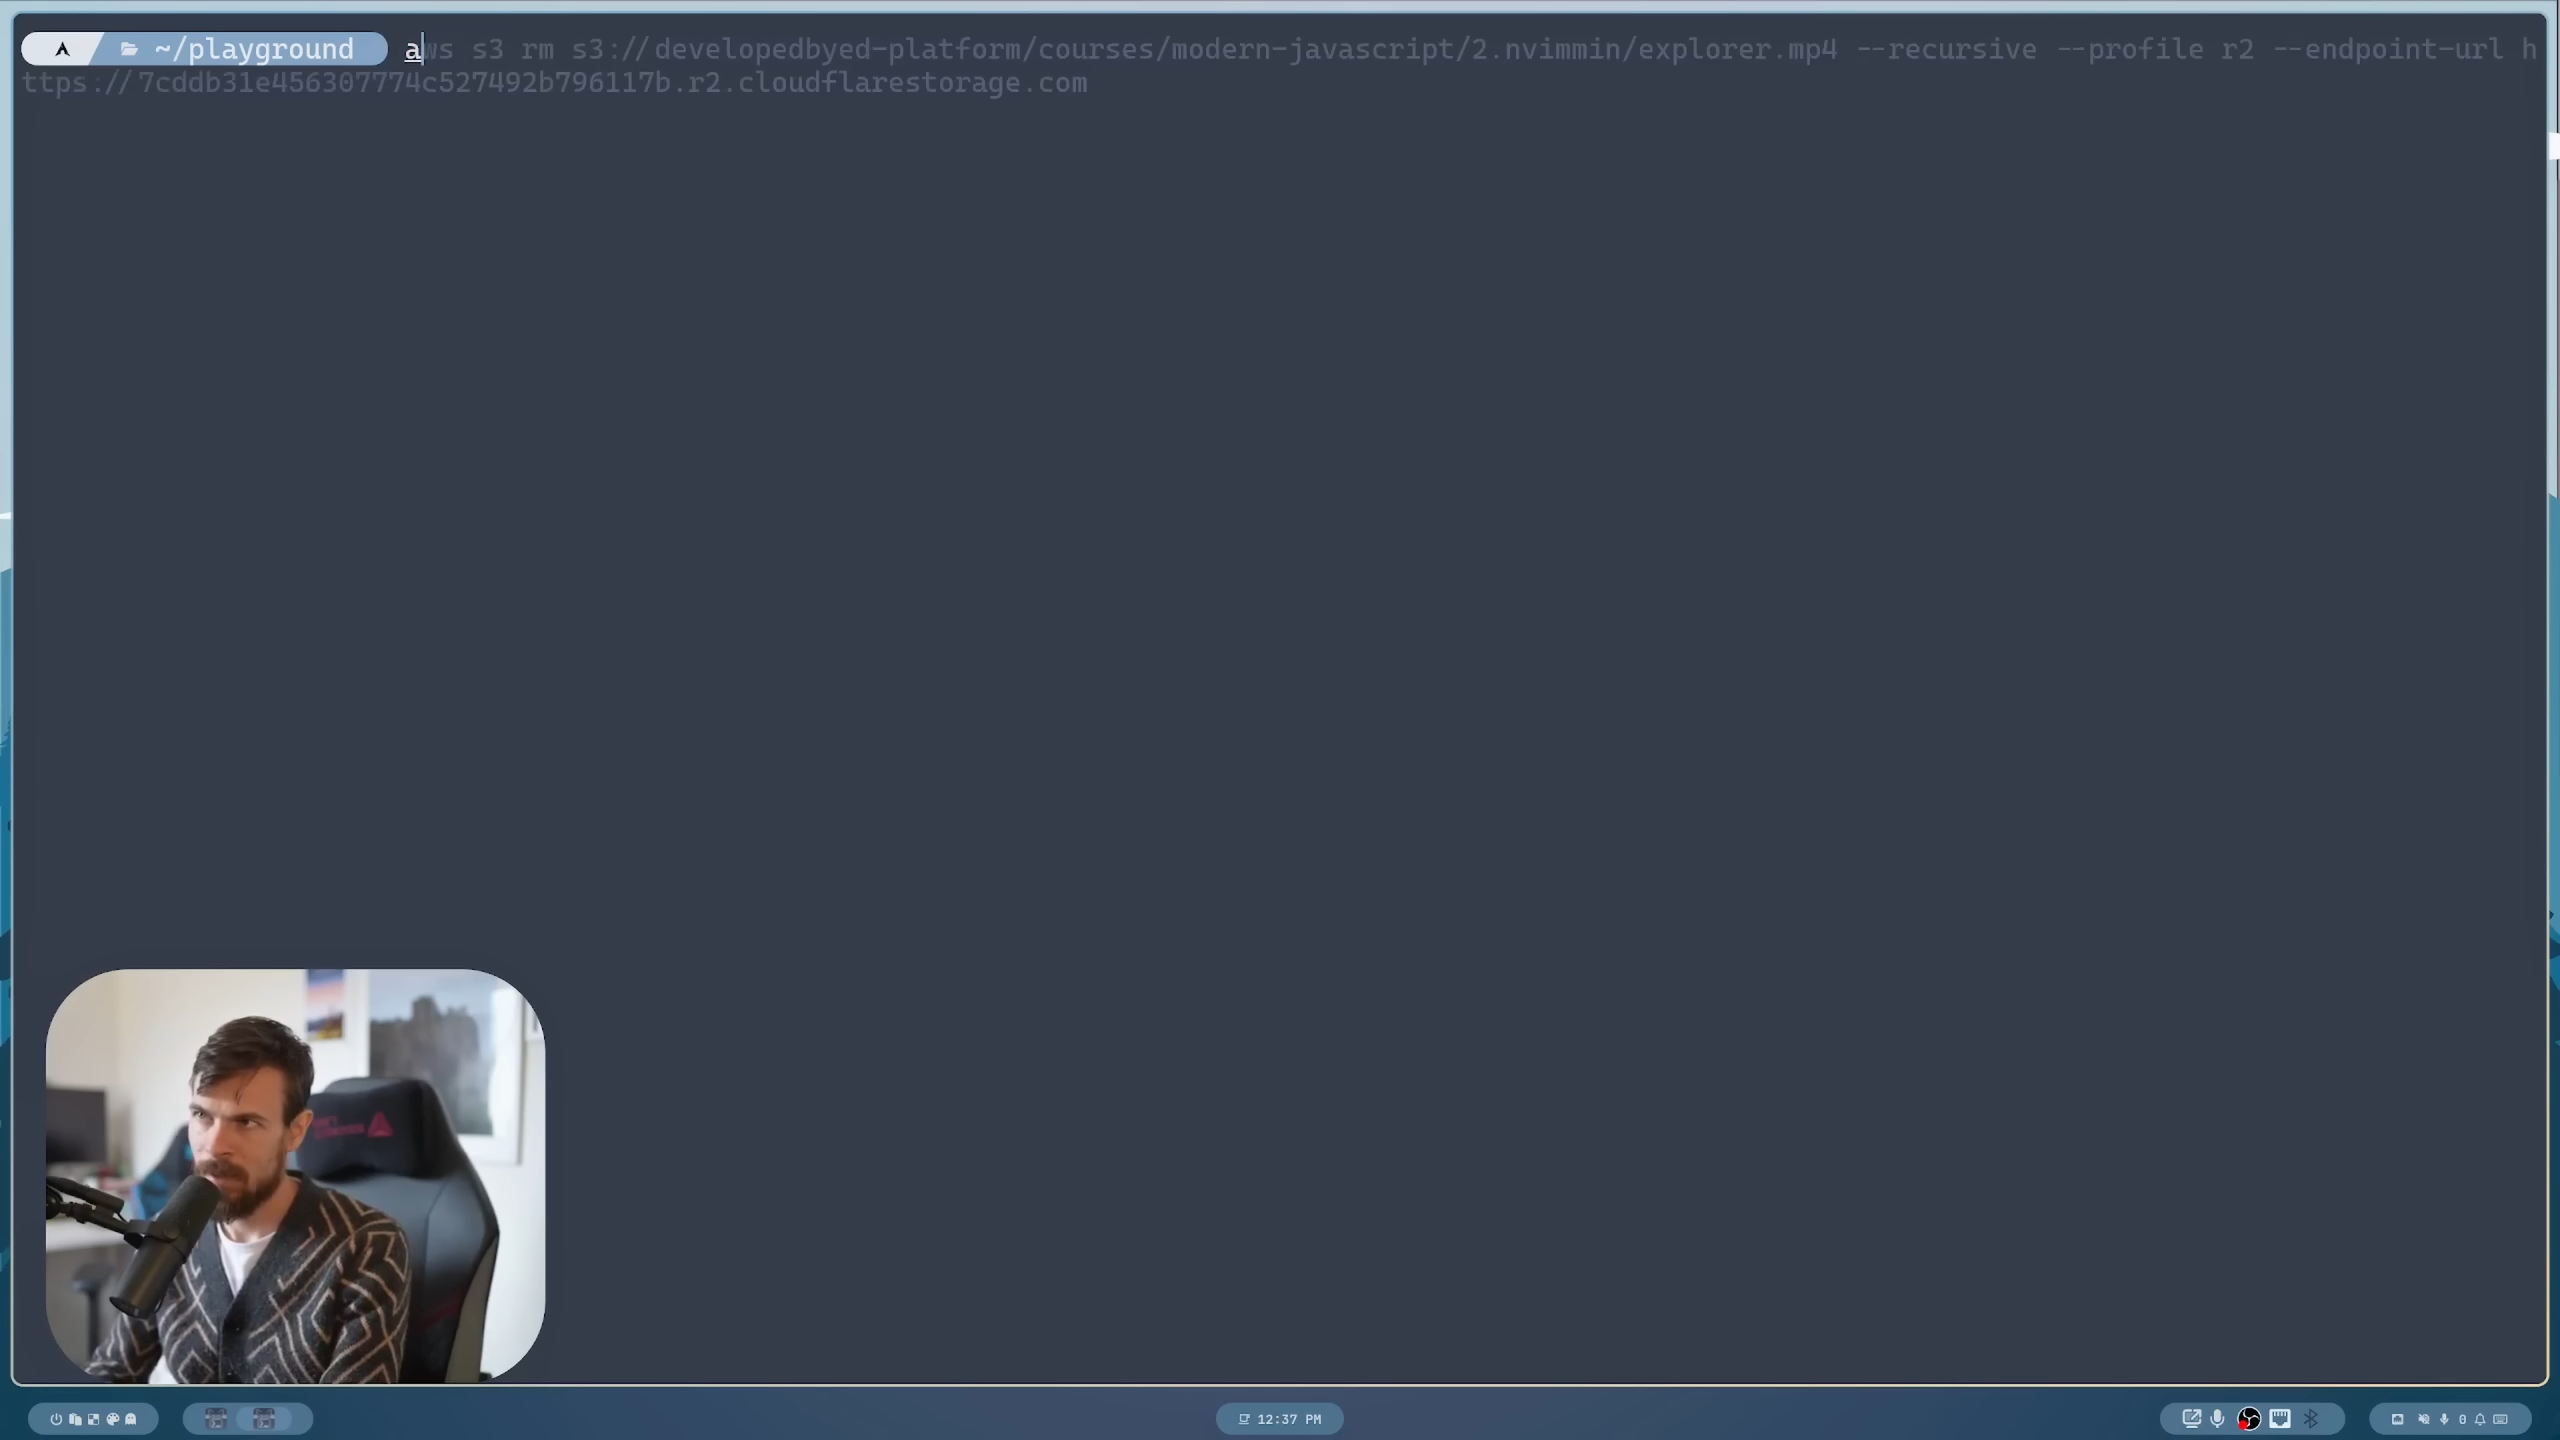 ~/playground aws s3 rm s3://developedbyed-platform/courses/modern-javascript/2.nvimmin/explorer.mp4 --recursive --profile r2 --endpoint-url h
ttps://7cddb31e456307774c527492b796117b.r2.cloudflarestorage.com
12:37 PM
0